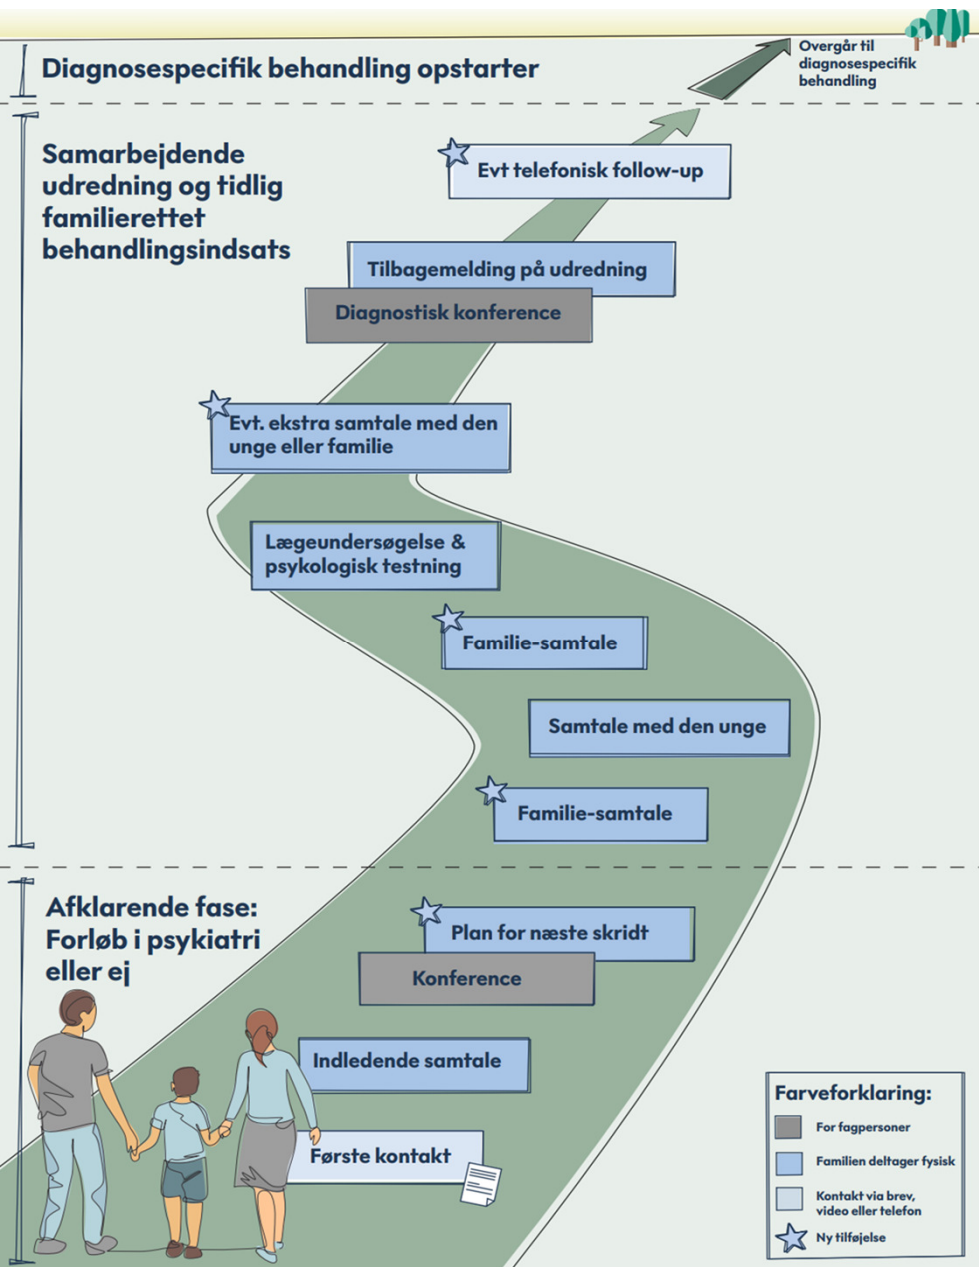 Diagnosespecifik behandling opstarter
Overgår til
diagnosespecifik
behandling
Samarbejdende
udredning og tidlig
familierettet
behandlingsindsats
Evt telefonisk follow-up
Tilbagemelding på udredning
Diagnostisk konference
Evt. ekstra samtale med den
unge eller familie
Lægeundersøgelse &
psykologisk testning
Familie-samtale
Samtale med den unge
Familie-samtale
Afklarende fase:
Forløb i psykiatri
eller ej
Plan for næste skridt
Konference
Indledende samtale
Første kontakt
Farveforklaring:
For fagpersoner
Familien deltager fysisk
Kontakt via brev,
video eller telefon
Ny tilføjelse